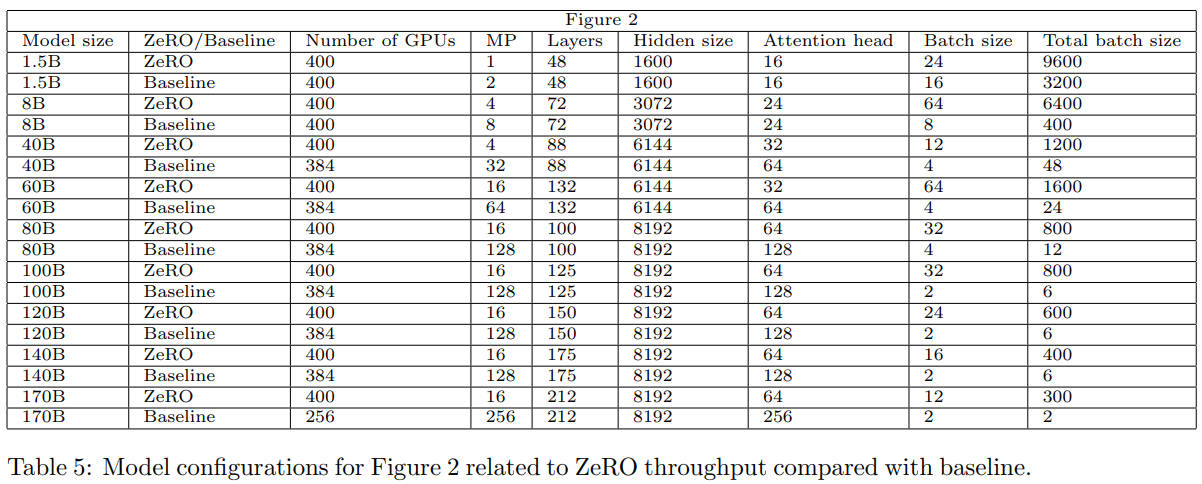 Figure 2
Model size ZeRO/Baseline Number of GPUs MP Layers Hidden size Attention head Batch size Total batch size
1.5B ZeRO 400 1 48 1600 16 24 9600
1.5B Baseline 400 2 48 1600 16 16 3200
8B ZeRO 400 4 72 3072 24 64 6400
8B Baseline 400 8 72 3072 24 8 400
40B ZeRO 400 4 88 6144 32 12 1200
40B Baseline 384 32 88 6144 64 4 48
60B ZeRO 400 16 132 6144 32 64 1600
60B Baseline 384 64 132 6144 64 4 24
80B ZeRO 400 16 100 8192 64 32 800
80B Baseline 384 128 100 8192 128 4 12
100B ZeRO 400 16 125 8192 64 32 800
100B Baseline 384 128 125 8192 128 2 6
120B ZeRO 400 16 150 8192 64 24 600
120B Baseline 384 128 150 8192 128 2 6
140B ZeRO 400 16 175 8192 64 16 400
140B Baseline 384 128 175 8192 128 2 6
170B ZeRO 400 16 212 8192 64 12 300
170B Baseline 256 256 212 8192 256 2 2
Table 5: Model configurations for Figure 2 related to ZeRO throughput compared with baseline.